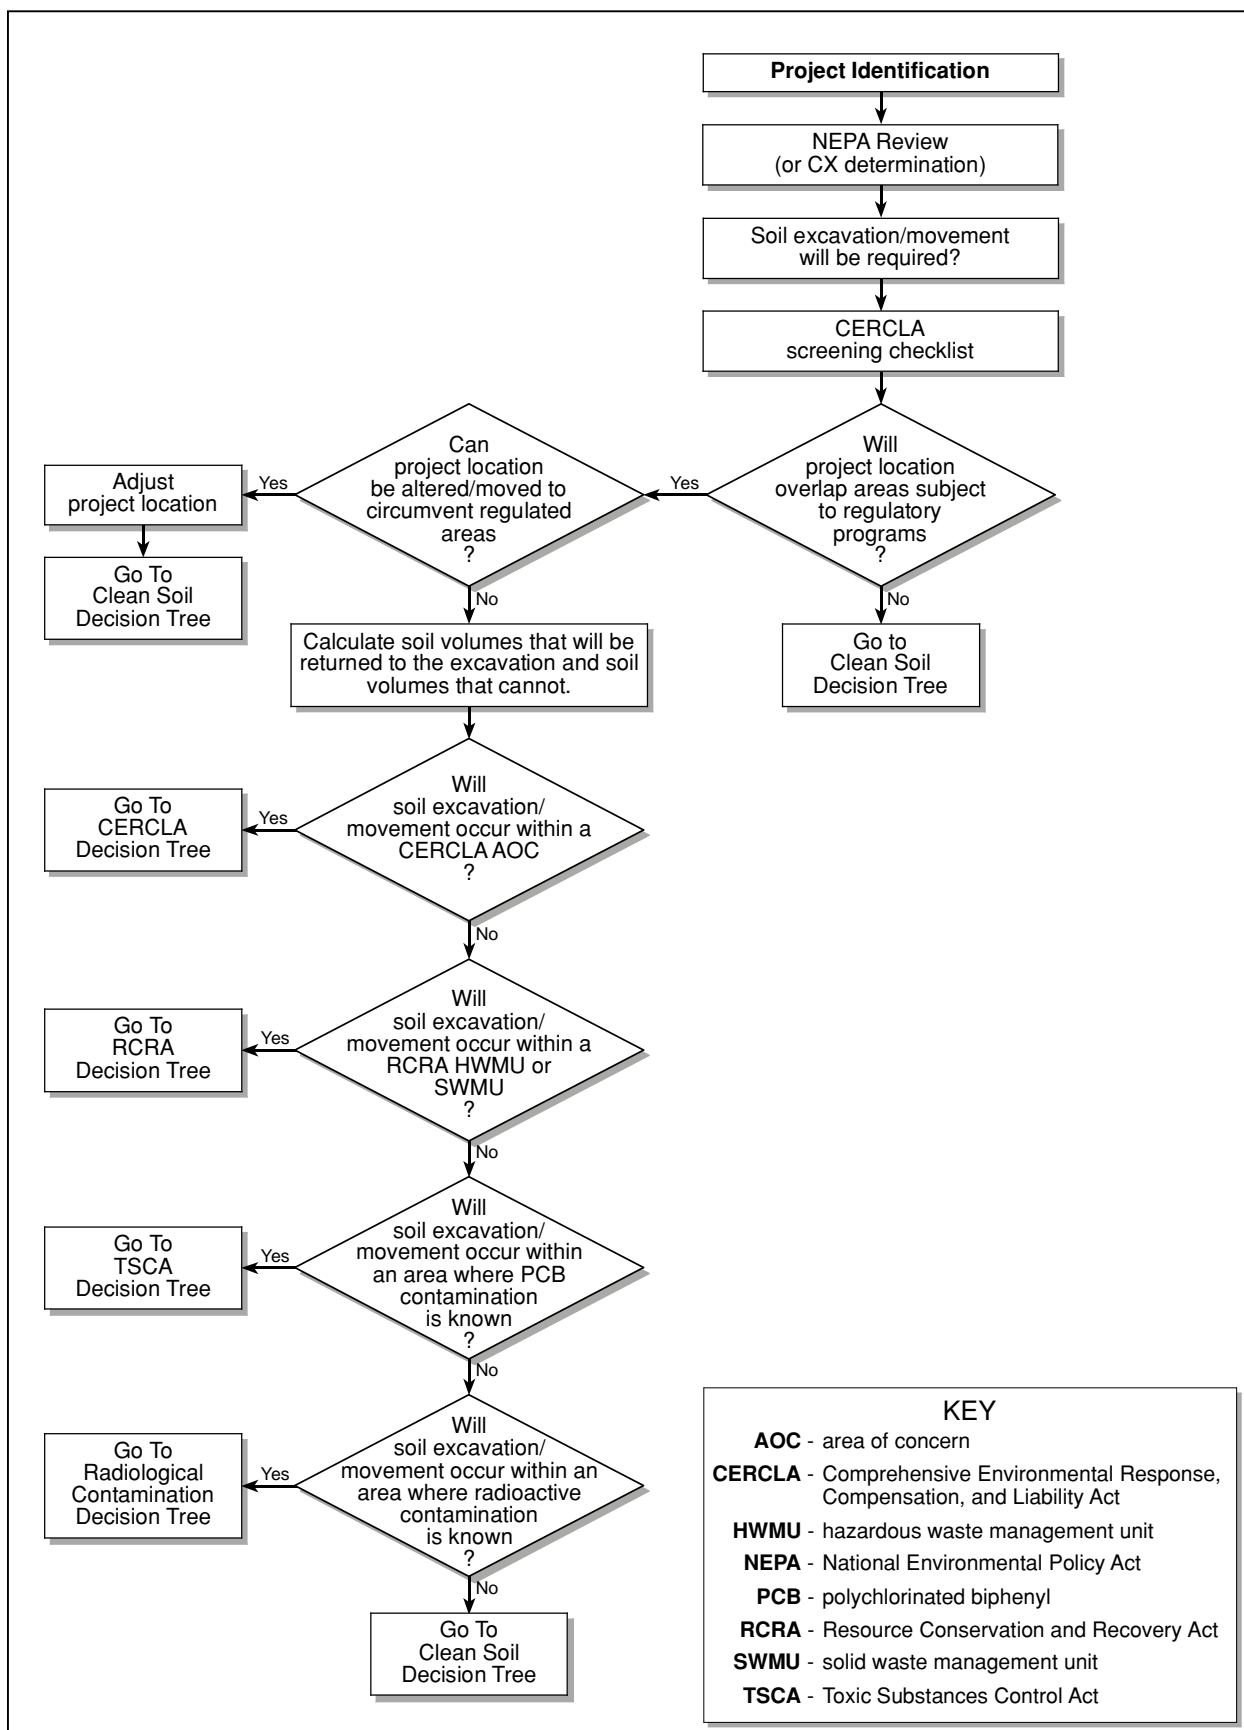 Project Identification
NEPA Review
(or CX determination)
Soil excavation/movement
will be required?
CERCLA
screening checklist
Will
project location
overlap areas subject
to regulatory
programs
?
Yes
No
Go to
Clean Soil
Decision Tree
Can
project location
be altered/moved to
circumvent regulated
areas
?
Yes
Adjust
project location
Go To
Clean Soil
Decision Tree
No
Calculate soil volumes that will be
returned to the excavation and soil
volumes that cannot.
Will
soil excavation/
movement occur within a
CERCLA AOC
?
Yes
Go To
CERCLA
Decision Tree
No
Will
soil excavation/
movement occur within a
RCRA HWMU or
SWMU
?
Yes
Go To
RCRA
Decision Tree
No
Will
soil excavation/
movement occur within
an area where PCB
contamination
is known
?
Yes
Go To
TSCA
Decision Tree
No
Will
soil excavation/
movement occur within an
area where radioactive
contamination
is known
?
Yes
Go To
Radiological
Contamination
Decision Tree
No
Go To
Clean Soil
Decision Tree
KEY
AOC - area of concern
CERCLA - Comprehensive Environmental Response,
Compensation, and Liability Act
HWMU - hazardous waste management unit
NEPA - National Environmental Policy Act
PCB - polychlorinated biphenyl
RCRA - Resource Conservation and Recovery Act
SWMU - solid waste management unit
TSCA - Toxic Substances Control Act